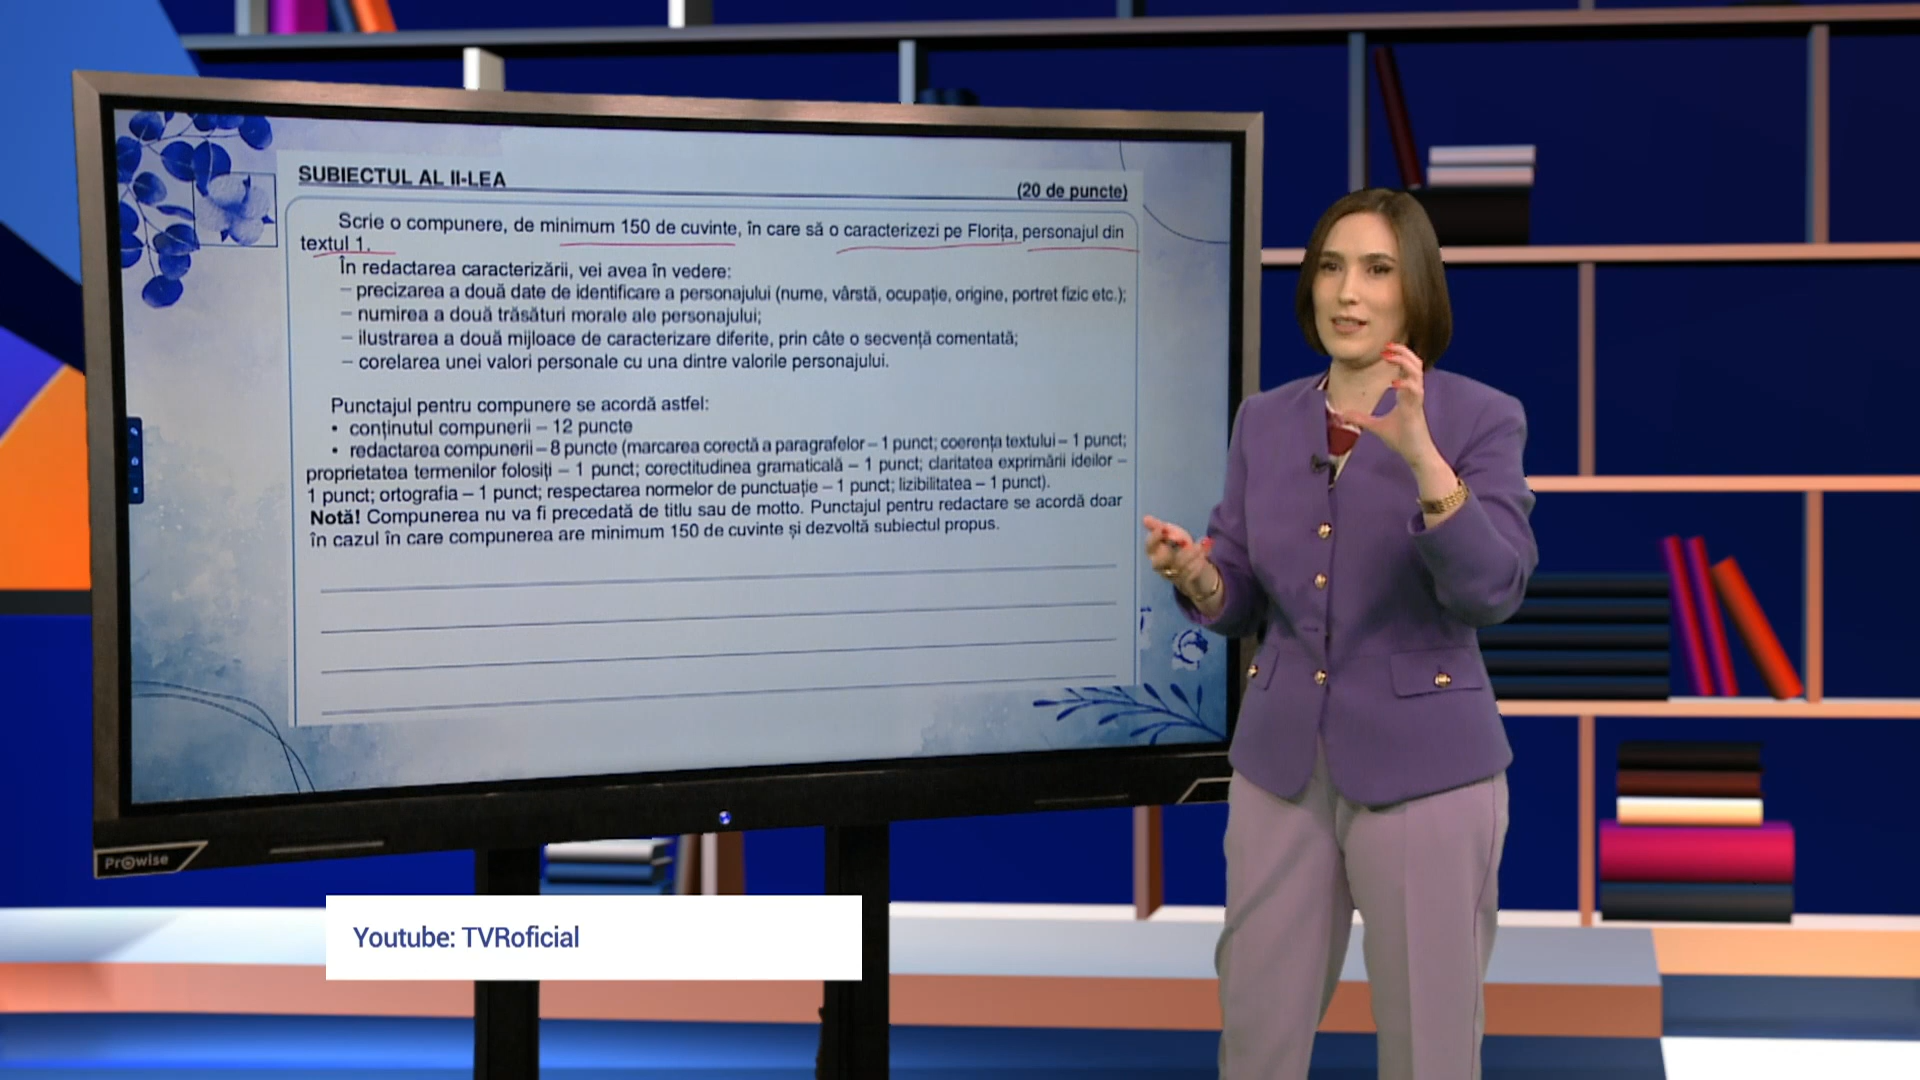 SUBIECTUL AL II-LEA
(20 de puncte)
Scrie o compunere, de minimum 150 de cuvinte, în care să o caracterizezi pe Florița, personajul din
textul 1.
În redactarea caracterizării, vei avea în vedere:
– precizarea a două date de identificare a personajului (nume, vârstă, ocupație, origine, portret fizic etc.);
– numirea a două trăsături morale ale personajului;
– ilustrarea a două mijloace de caracterizare diferite, prin câte o secvență comentată;
– corelarea unei valori personale cu una dintre valorile personajului.
Punctajul pentru compunere se acordă astfel:
• conținutul compunerii – 12 puncte
• redactarea compunerii – 8 puncte (marcarea corectă a paragrafelor – 1 punct; coerența textului – 1 punct;
proprietatea termenilor folosiți – 1 punct; corectitudinea gramaticală – 1 punct; claritatea exprimării ideilor –
1 punct; ortografia – 1 punct; respectarea normelor de punctuație – 1 punct; lizibilitatea – 1 punct).
Notă! Compunerea nu va fi precedată de titlu sau de motto. Punctajul pentru redactare se acordă doar
în cazul în care compunerea are minimum 150 de cuvinte și dezvoltă subiectul propus.
Prowise
Youtube: TVRoficial